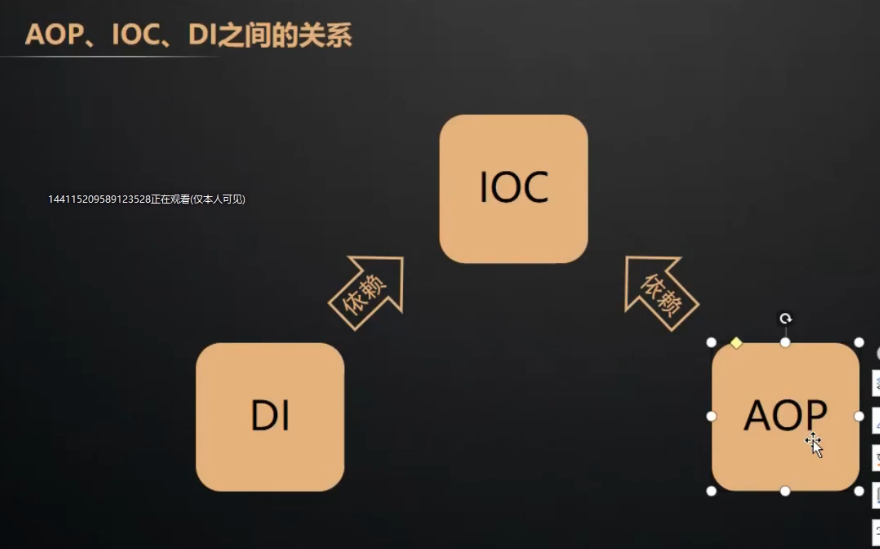 AOP、IOC、DI之间的关系
IOC
144115209589123528正在观看(仅本人可见)
依赖
依赖
DI
AOP